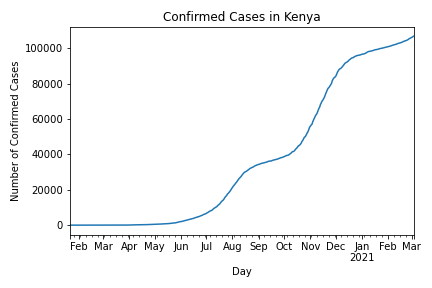 Confirmed Cases in Kenya
Number of Confirmed Cases
100000
80000
60000
40000
20000
0
Feb Mar Apr May Jun Jul Aug Sep Oct Nov Dec Jan Feb Mar
2021
Day